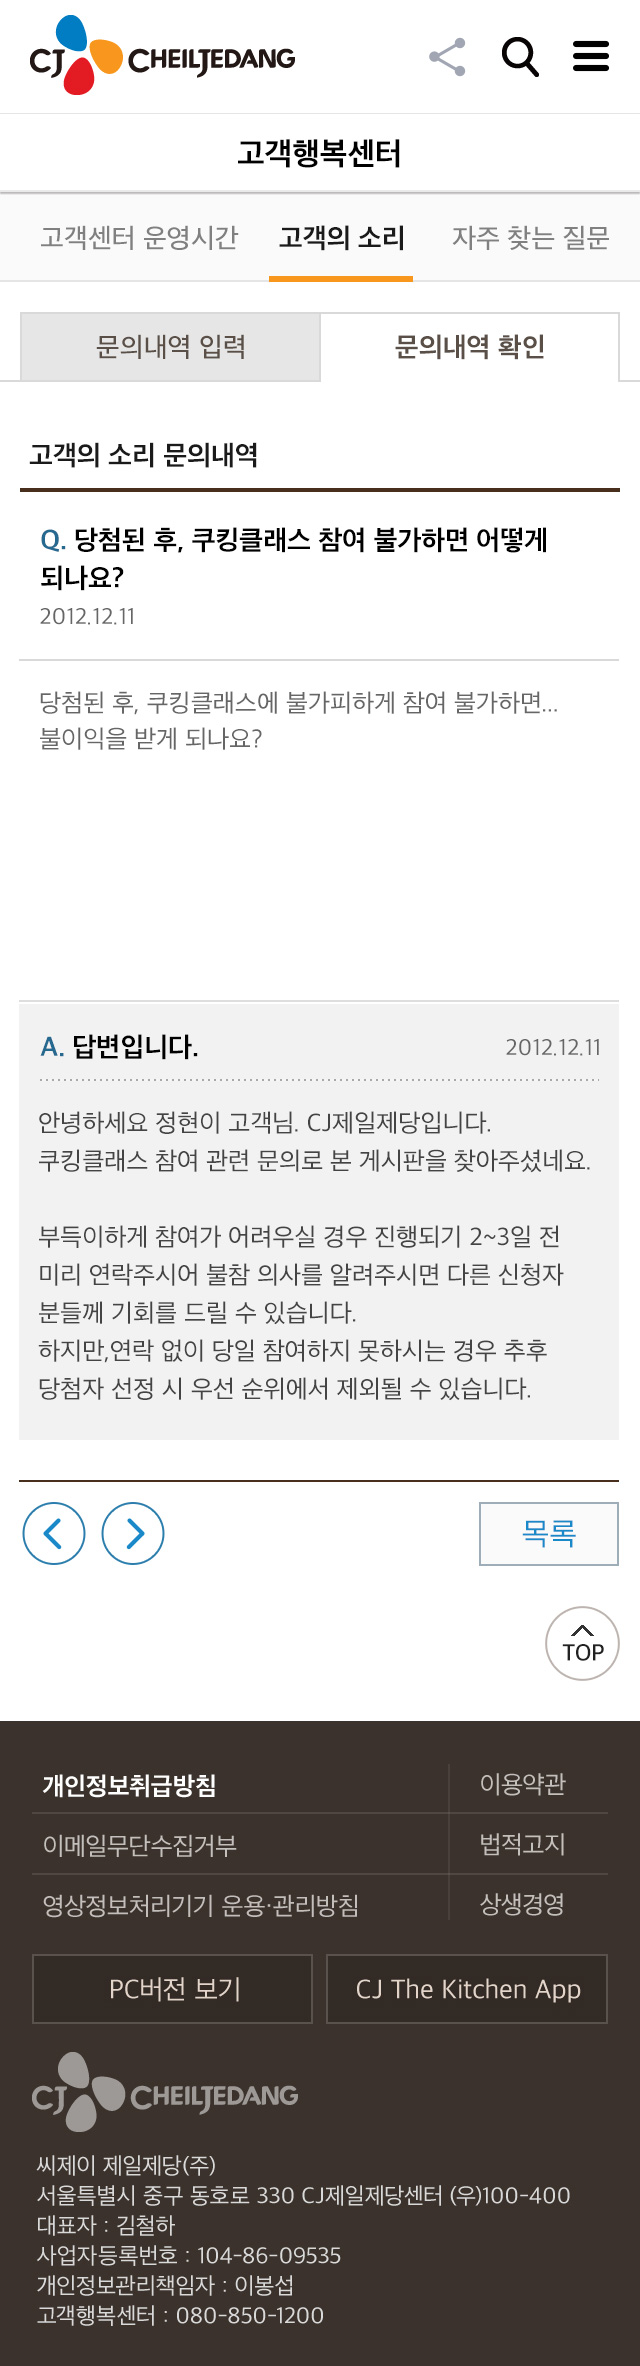 CJ CHEILJEDANG
고객행복센터
고객센터 운영시간 고객의 소리 자주 찾는 질문
문의내역 입력 문의내역 확인
고객의 소리 문의내역
Q. 당첨된 후, 쿠킹클래스 참여 불가하면 어떻게
되나요?
2012.12.11
당첨된 후, 쿠킹클래스에 불가피하게 참여 불가하면...
불이익을 받게 되나요?
A. 답변입니다. 2012.12.11
안녕하세요 정현이 고객님. CJ제일제당입니다.
쿠킹클래스 참여 관련 문의로 본 게시판을 찾아주셨네요.
부득이하게 참여가 어려우실 경우 진행되기 2~3일 전
미리 연락주시어 불참 의사를 알려주시면 다른 신청자
분들께 기회를 드릴 수 있습니다.
하지만,연락 없이 당일 참여하지 못하시는 경우 추후
당첨자 선정 시 우선 순위에서 제외될 수 있습니다.
목록
TOP
개인정보취급방침 이용약관
이메일무단수집거부 법적고지
영상정보처리기기 운용·관리방침 상생경영
PC버전 보기 CJ The Kitchen App
CJ CHEILJEDANG
씨제이 제일제당(주)
서울특별시 중구 동호로 330 CJ제일제당센터 (우)100-400
대표자 : 김철하
사업자등록번호 : 104-86-09535
개인정보관리책임자 : 이봉섭
고객행복센터 : 080-850-1200